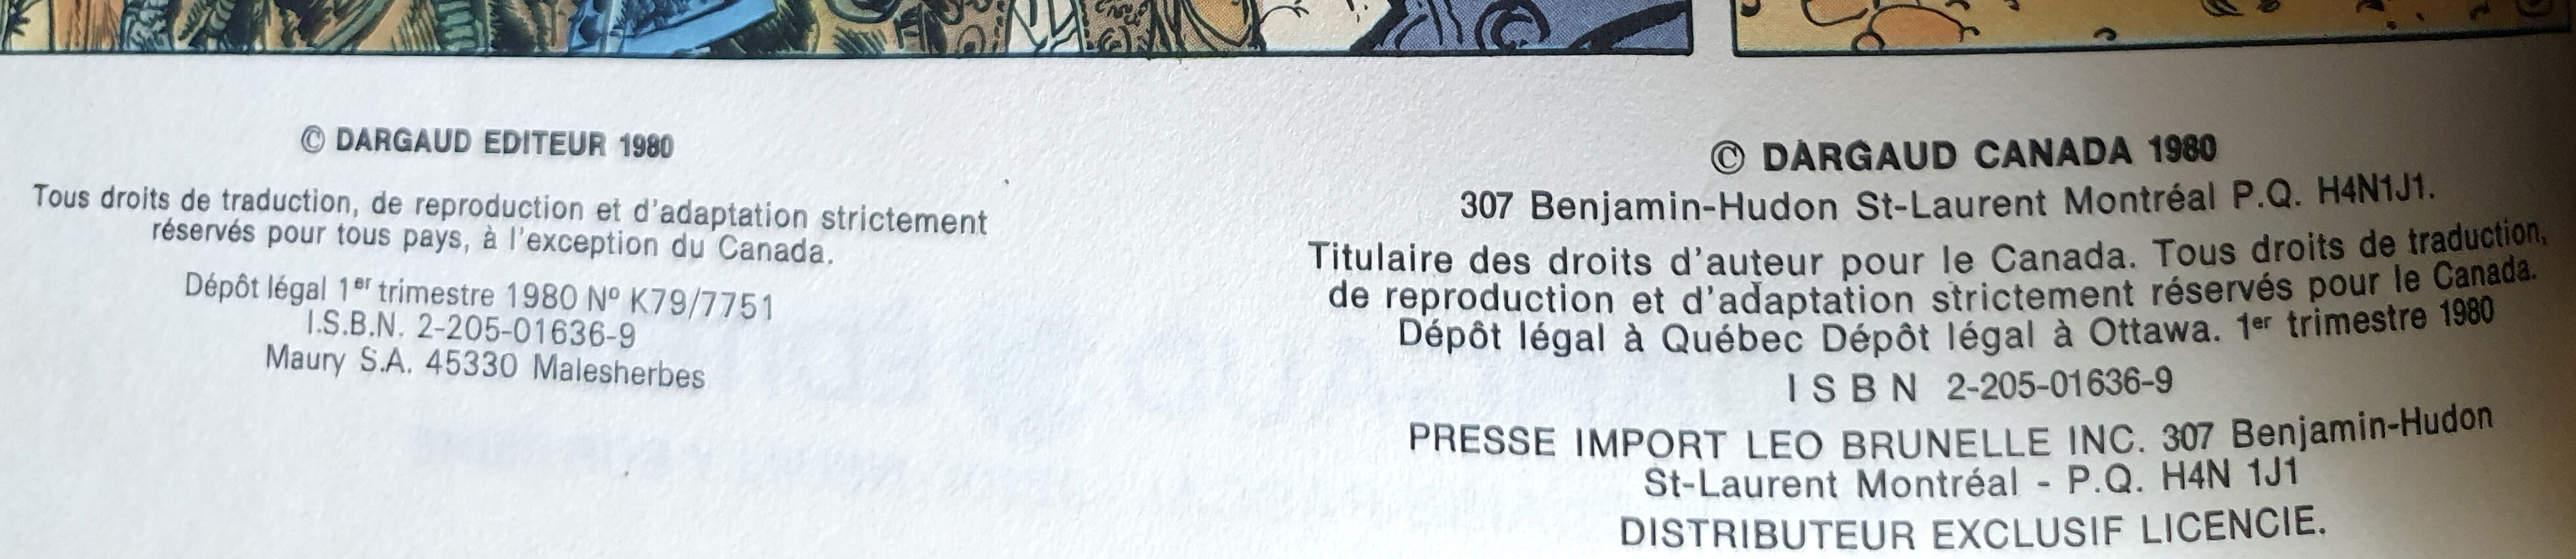 © DARGAUD EDITEUR 1980
Tous droits de traduction, de reproduction et d'adaptation strictement
réservés pour tous pays, à l'exception du Canada.
Dépôt légal 1er trimestre 1980 Nº K79/7751
I.S.B.N. 2-205-01636-9
Maury S.A. 45330 Malesherbes
© DARGAUD CANADA 1980
307 Benjamin-Hudon St-Laurent Montréal P.Q. H4N1J1.
Titulaire des droits d'auteur pour le Canada. Tous droits de traduction,
de reproduction et d'adaptation strictement réservés pour le Canada.
Dépôt légal à Québec Dépôt légal à Ottawa. 1er trimestre 1980
I S B N 2-205-01636-9
PRESSE IMPORT LEO BRUNELLE INC. 307 Benjamin-Hudon
St-Laurent Montréal - P.Q. H4N 1J1
DISTRIBUTEUR EXCLUSIF LICENCIE.